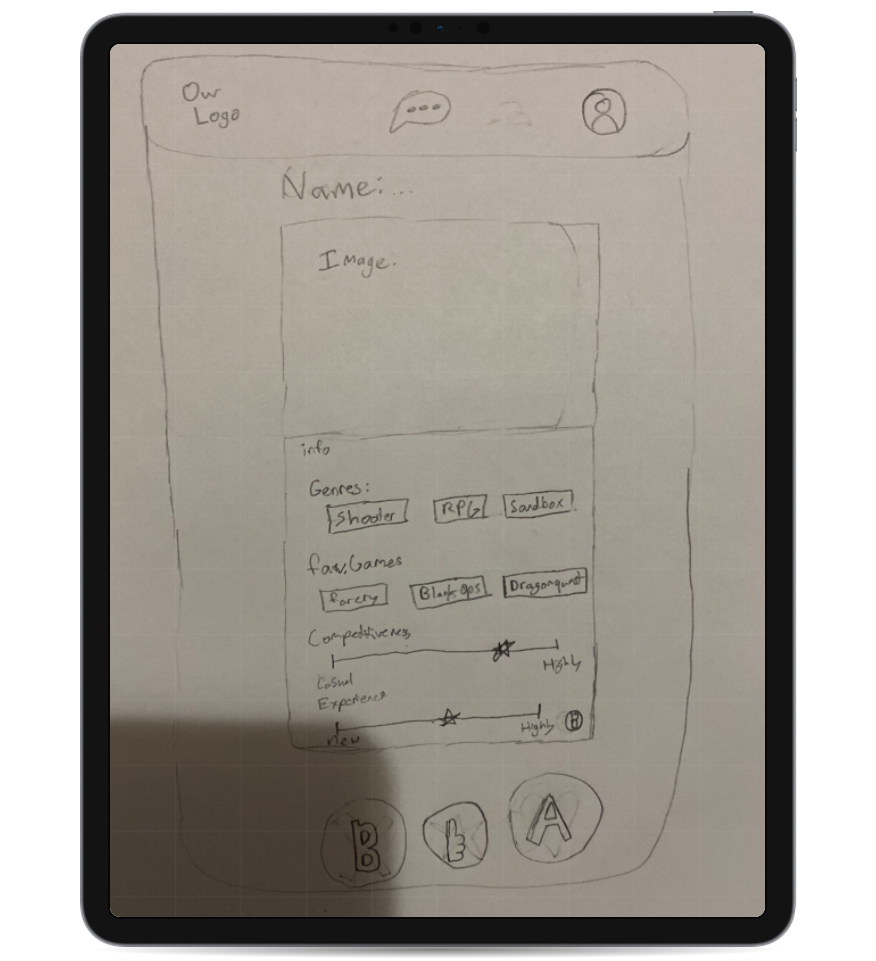 Our
Logo
Name:...
Image:
info
Genres:
Shooter RPG Sandbox
fav.Games
farcry Black Ops Dragonquest
Competitiveness
Casual Highly
Experience
New Highly
B A